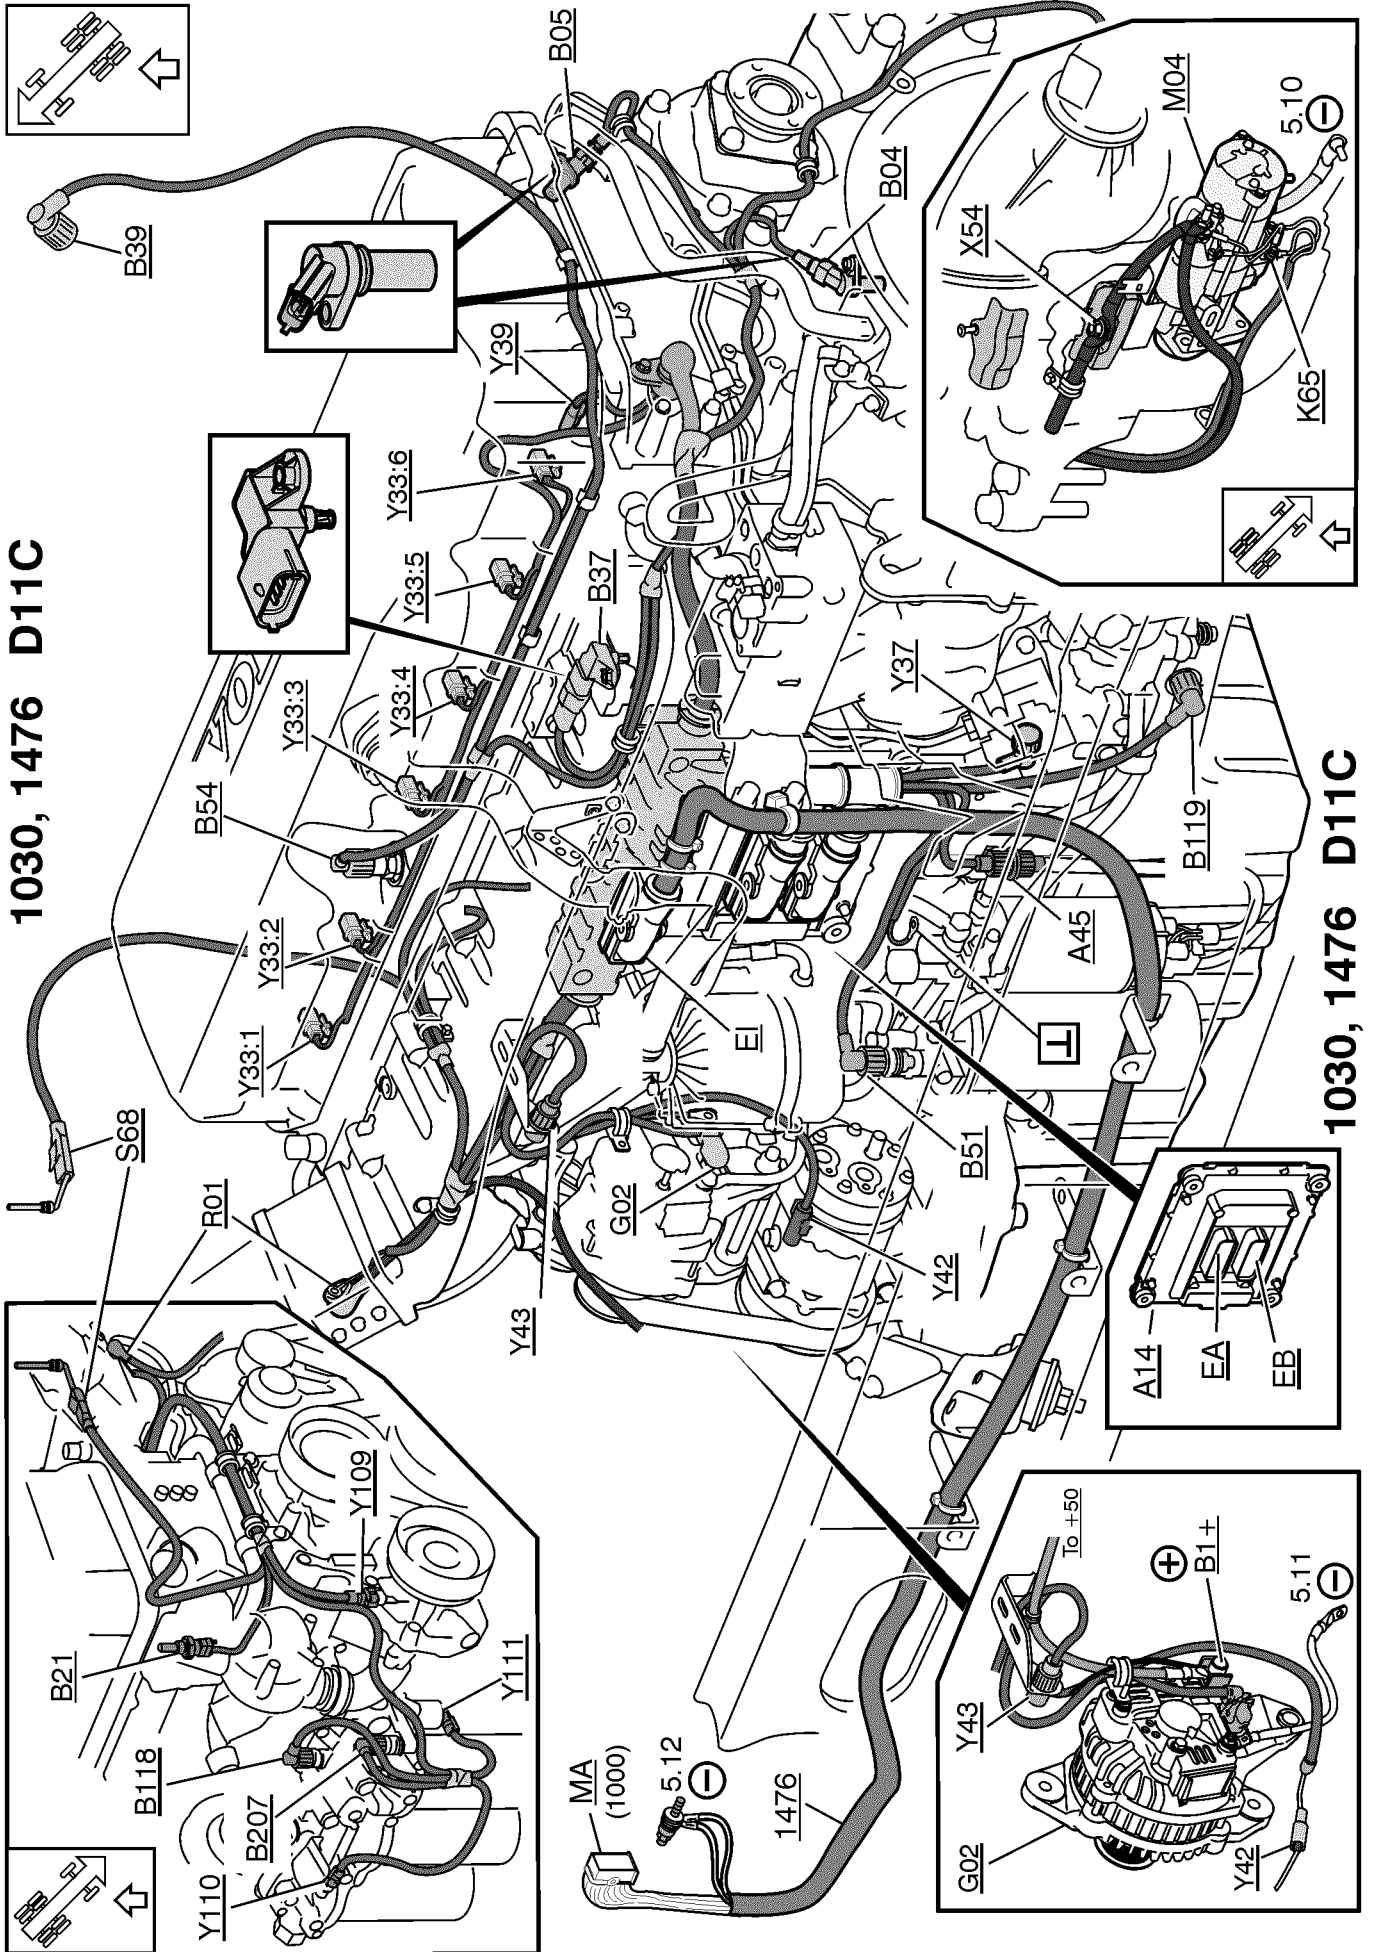 1030, 1476 D11C
B39
B05
B04
Y39
Y33:6
Y33:5
B37
Y33:4
Y33:3
B54
Y33:2
Y33:1
S68
R01
M04
5.10
X54
K65
Y37
B119
A45
EI
B51
G02
Y42
Y43
1030, 1476 D11C
A14
EA
EB
Y109
B21
Y111
B118
B207
Y110
MA
(1000)
5.12
1476
To +50
B1+
5.11
Y43
G02
Y42